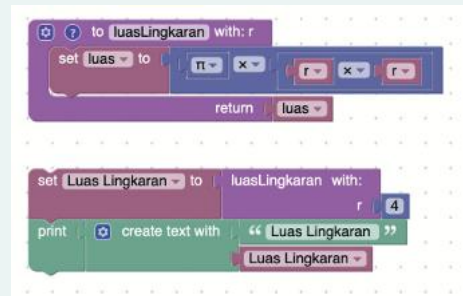 to luasLingkaran with: r
set luas to π × r × r
return luas
set Luas Lingkaran to luasLingkaran with:
r 4
print create text with “ Luas Lingkaran ”
Luas Lingkaran